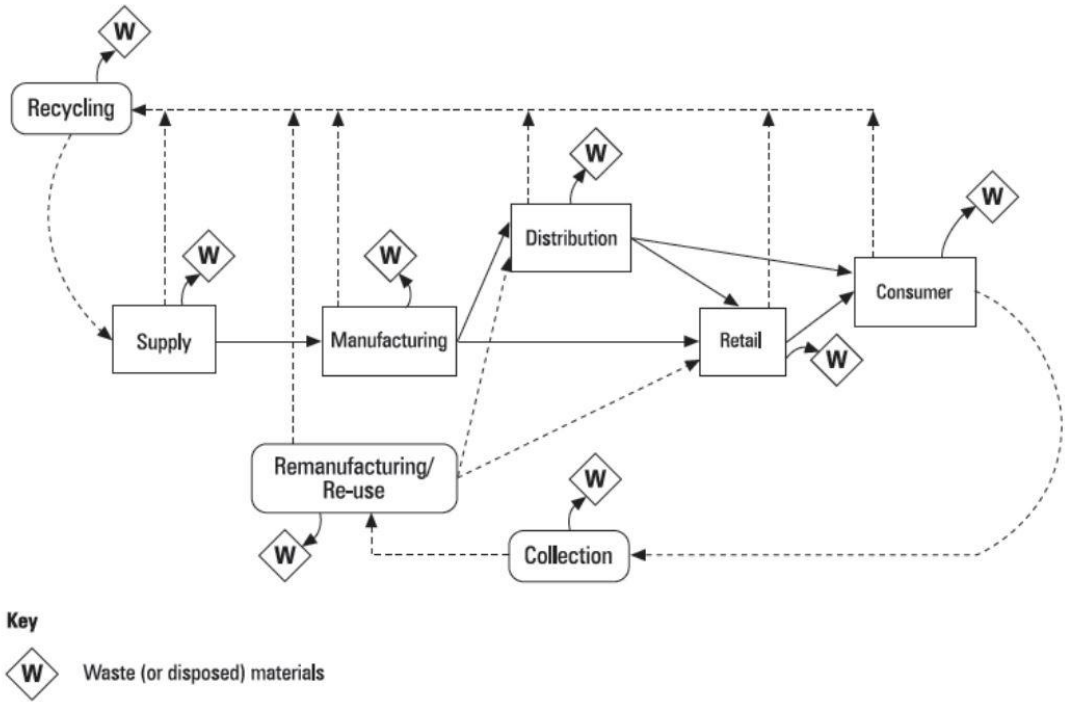 W
Recycling
W
Distribution
W
Consumer
W
W
Supply
Manufacturing
Retail
W
Remanufacturing/
Re-use
W
Collection
W
Key
W Waste (or disposed) materials